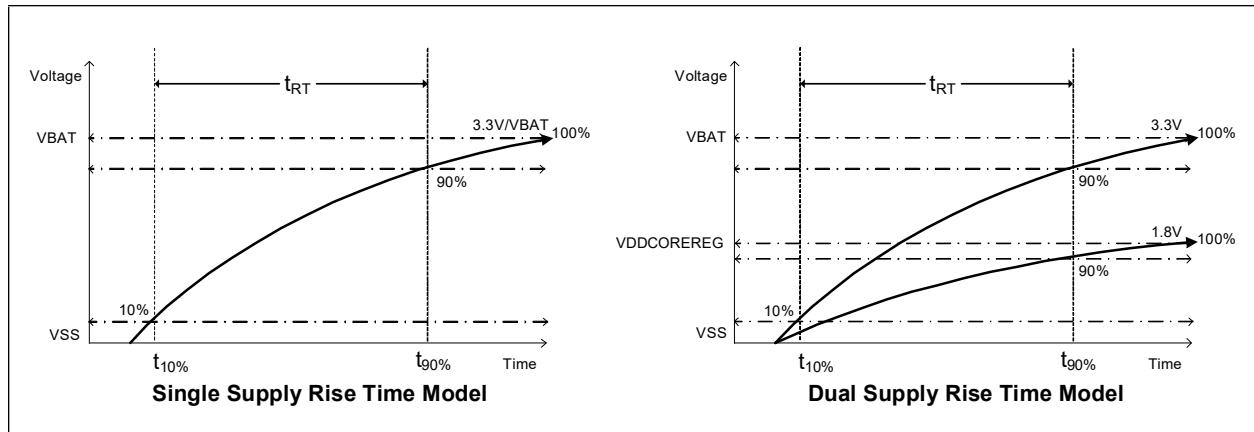 Voltage
tRT
VBAT
3.3V/VBAT
100%
90%
10%
VSS
t10%
t90%
Time
Single Supply Rise Time Model
Voltage
tRT
VBAT
3.3V
100%
90%
VDDCOREREG
1.8V
100%
90%
10%
VSS
t10%
t90%
Time
Dual Supply Rise Time Model